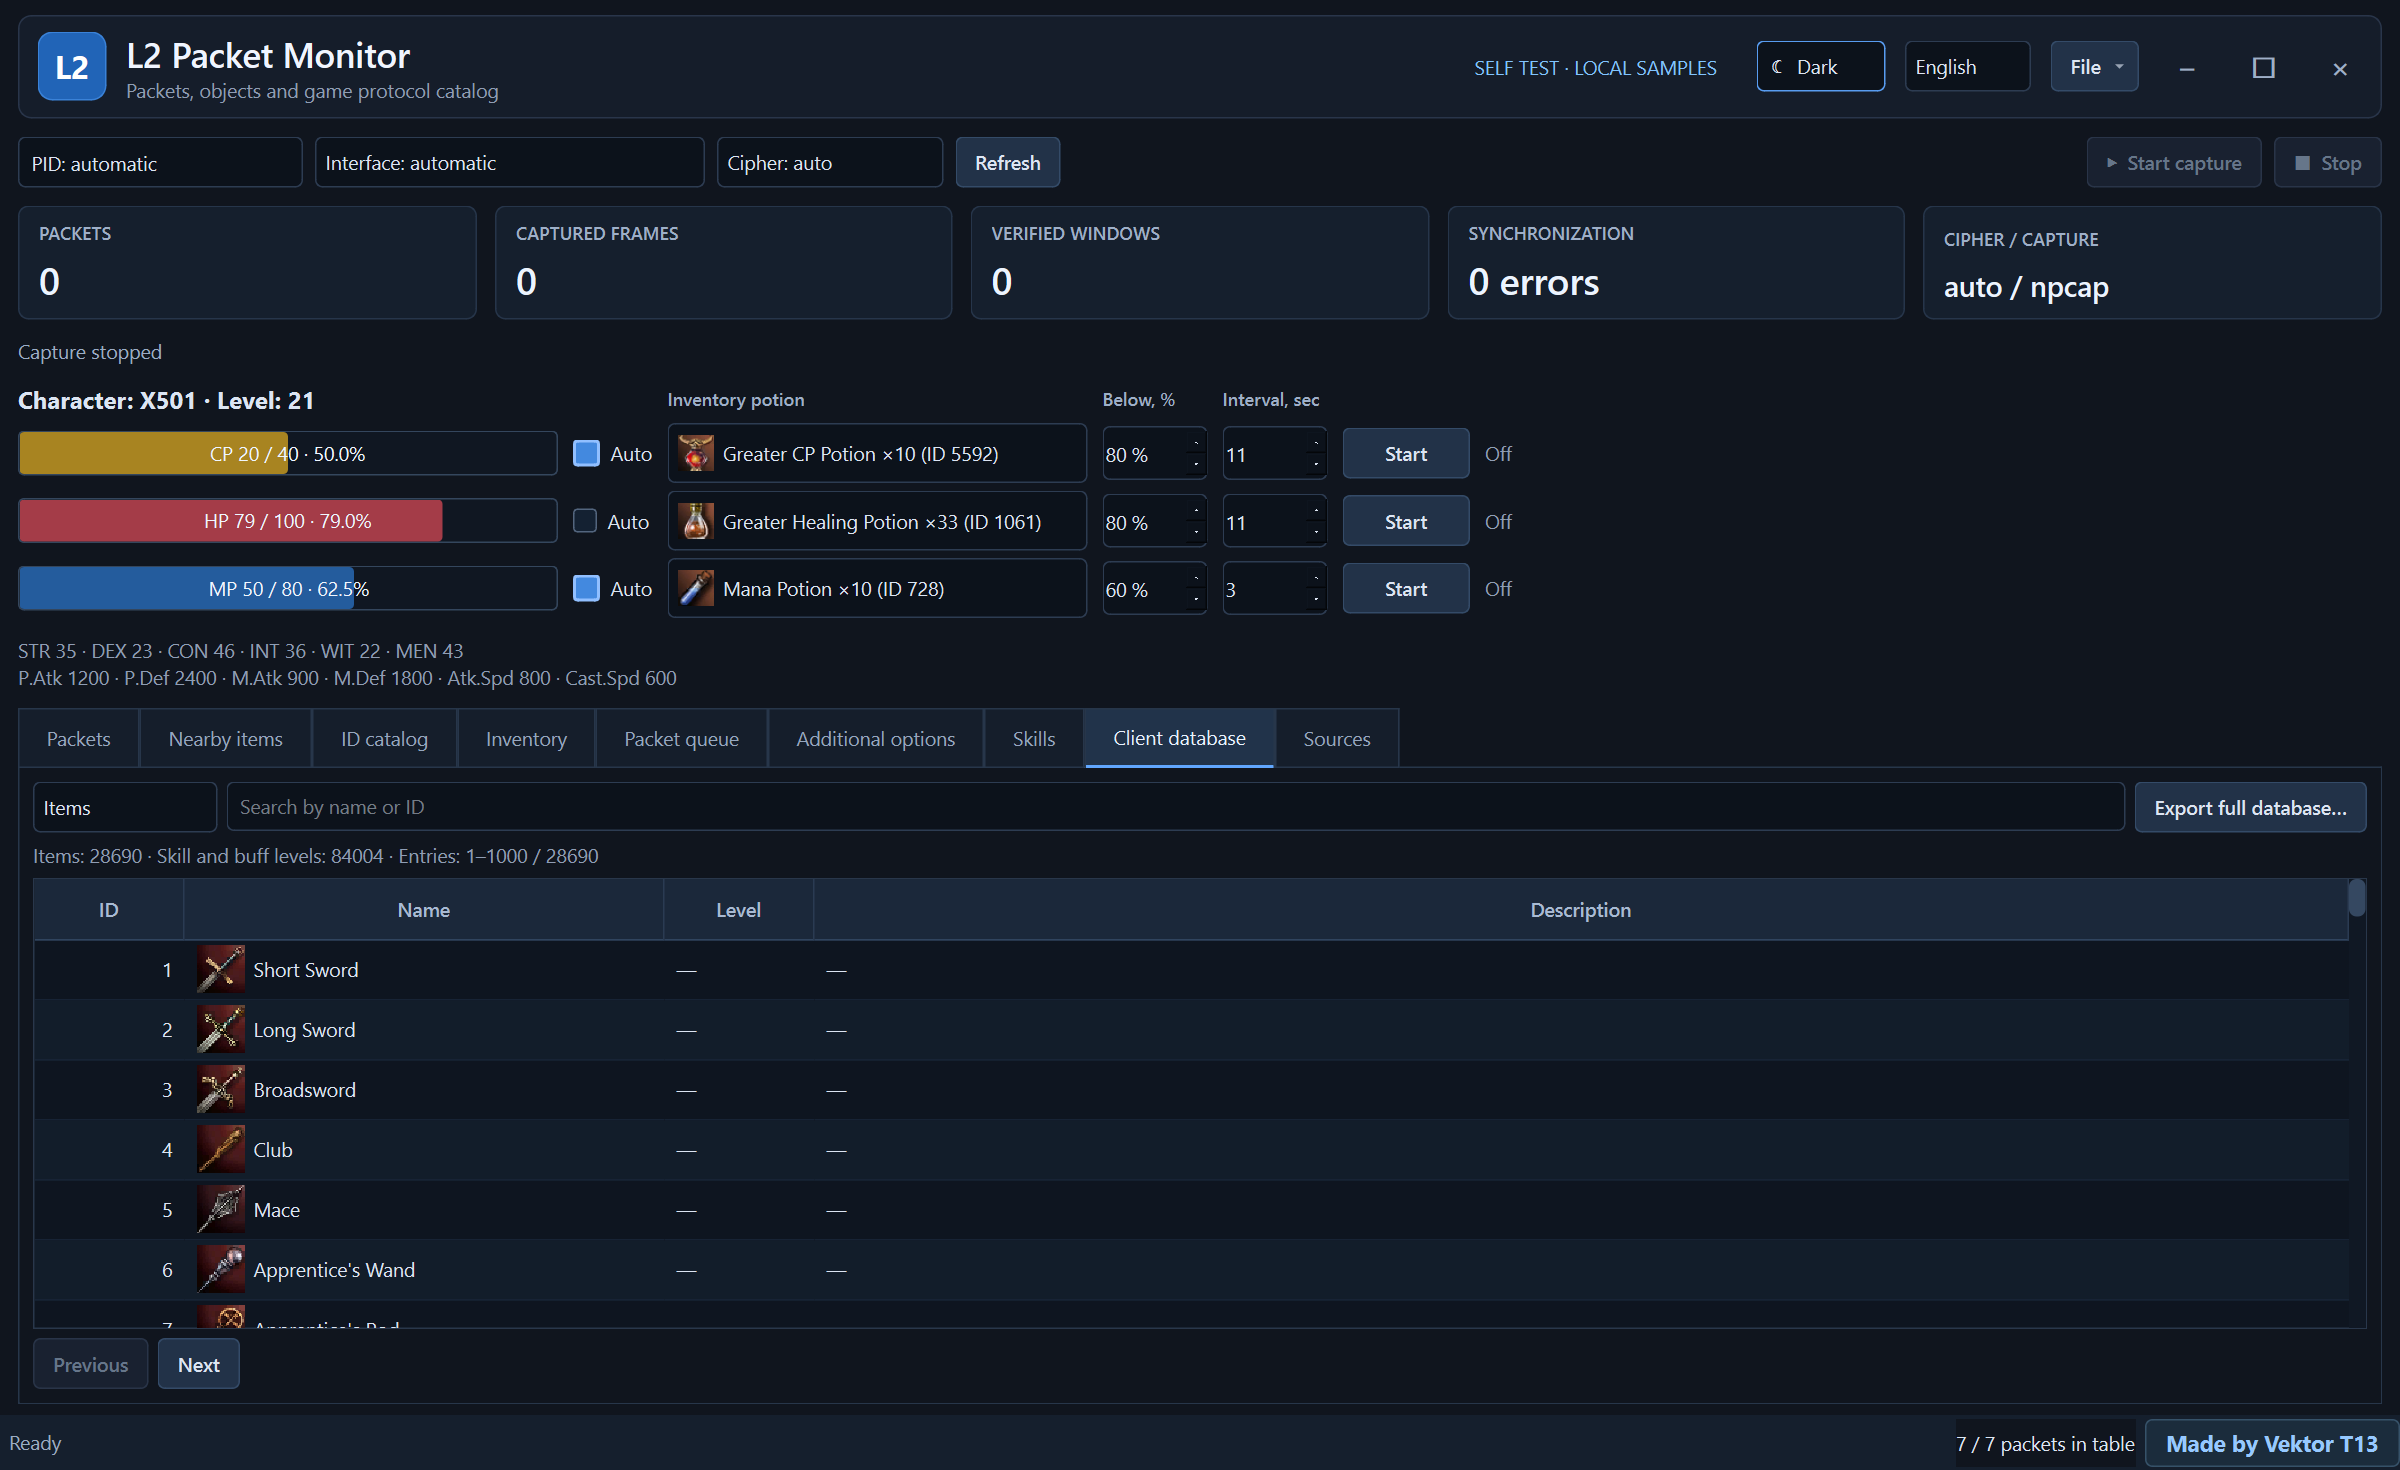 L2
L2 Packet Monitor
Packets, objects and game protocol catalog
SELF TEST · LOCAL SAMPLES
☾ Dark
English
File
PID: automatic
Interface: automatic
Cipher: auto
Refresh
Start capture
Stop
PACKETS
0
CAPTURED FRAMES
0
VERIFIED WINDOWS
0
SYNCHRONIZATION
0 errors
CIPHER / CAPTURE
auto / npcap
Capture stopped
Character: X501 · Level: 21
Inventory potion
Below, %
Interval, sec
CP 20 / 40 · 50.0%
Auto
Greater CP Potion ×10 (ID 5592)
80 %
11
Start
Off
HP 79 / 100 · 79.0%
Auto
Greater Healing Potion ×33 (ID 1061)
80 %
11
Start
Off
MP 50 / 80 · 62.5%
Auto
Mana Potion ×10 (ID 728)
60 %
3
Start
Off
STR 35 · DEX 23 · CON 46 · INT 36 · WIT 22 · MEN 43
P.Atk 1200 · P.Def 2400 · M.Atk 900 · M.Def 1800 · Atk.Spd 800 · Cast.Spd 600
Packets
Nearby items
ID catalog
Inventory
Packet queue
Additional options
Skills
Client database
Sources
Items
Search by name or ID
Export full database...
Items: 28690 · Skill and buff levels: 84004 · Entries: 1–1000 / 28690
ID
Name
Level
Description
1 Short Sword — —
2 Long Sword — —
3 Broadsword — —
4 Club — —
5 Mace — —
6 Apprentice's Wand — —
7 Apprentice's Rod
Previous
Next
Ready
7 / 7 packets in table
Made by Vektor T13